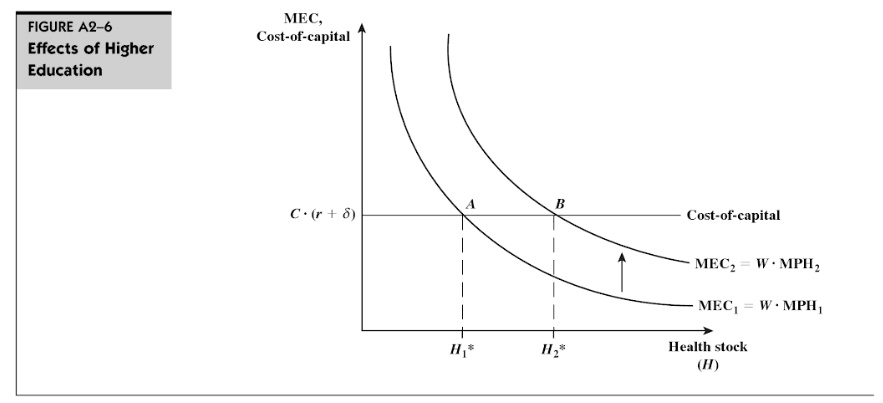 FIGURE A2–6
Effects of Higher
Education
MEC,
Cost-of-capital
A
B
C · (r + δ)
Cost-of-capital
MEC₂ = W · MPH₂
MEC₁ = W · MPH₁
H₁*
H₂*
Health stock
(H)